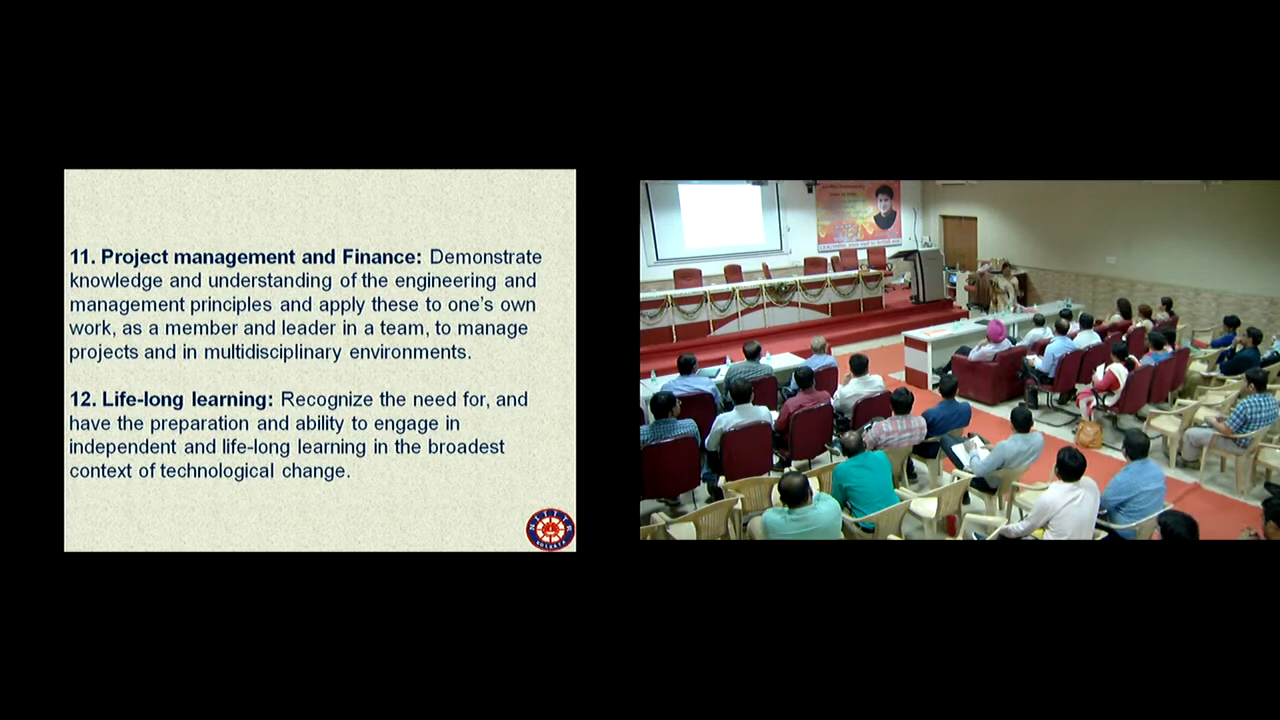 11. Project management and Finance: Demonstrate
knowledge and understanding of the engineering and
management principles and apply these to one’s own
work, as a member and leader in a team, to manage
projects and in multidisciplinary environments.
12. Life-long learning: Recognize the need for, and
have the preparation and ability to engage in
independent and life-long learning in the broadest
context of technological change.
NITTTR
KOLKATA